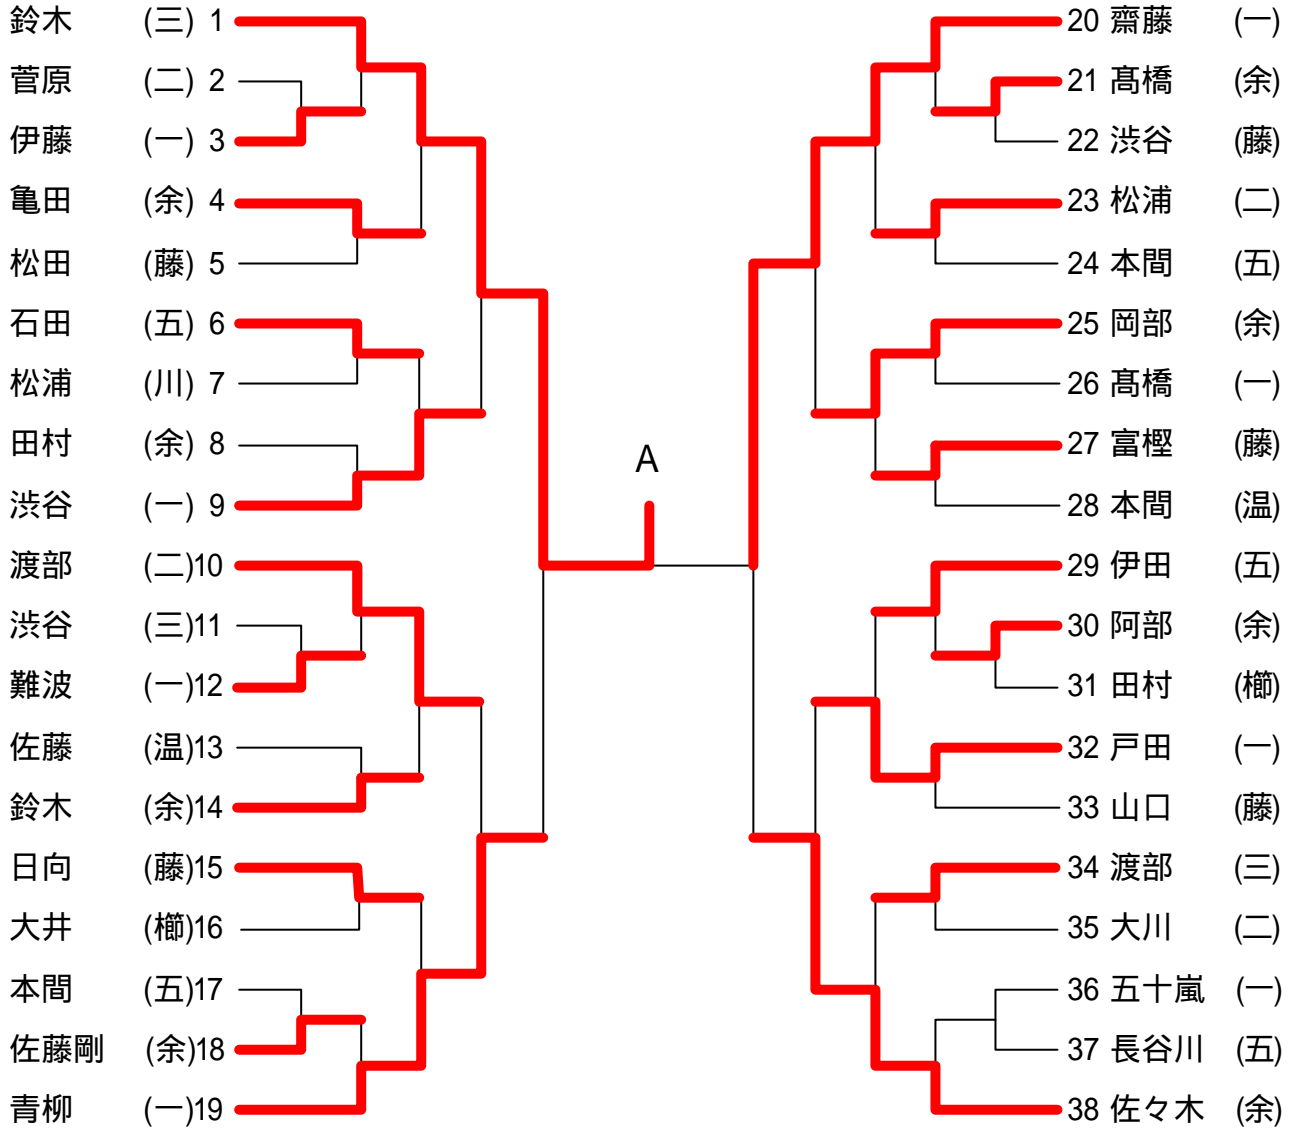 鈴木 (三) 1
菅原 (二) 2
伊藤 (一) 3
亀田 (余) 4
松田 (藤) 5
石田 (五) 6
松浦 (川) 7
田村 (余) 8
渋谷 (一) 9
渡部 (二)10
渋谷 (三)11
難波 (一)12
佐藤 (温)13
鈴木 (余)14
日向 (藤)15
大井 (櫛)16
本間 (五)17
佐藤剛 (余)18
青柳 (一)19
A
20 齋藤 (一)
21 髙橋 (余)
22 渋谷 (藤)
23 松浦 (二)
24 本間 (五)
25 岡部 (余)
26 髙橋 (一)
27 富樫 (藤)
28 本間 (温)
29 伊田 (五)
30 阿部 (余)
31 田村 (櫛)
32 戸田 (一)
33 山口 (藤)
34 渡部 (三)
35 大川 (二)
36 五十嵐 (一)
37 長谷川 (五)
38 佐々木 (余)